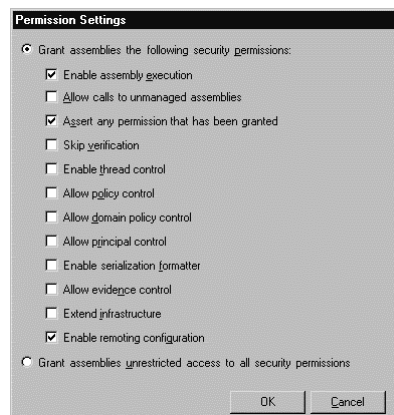 Permission Settings
Grant assemblies the following security permissions:
Enable assembly execution
Allow calls to unmanaged assemblies
Assert any permission that has been granted
Skip verification
Enable thread control
Allow policy control
Allow domain policy control
Allow principal control
Enable serialization formatter
Allow evidence control
Extend infrastructure
Enable remoting configuration
Grant assemblies unrestricted access to all security permissions
OK Cancel